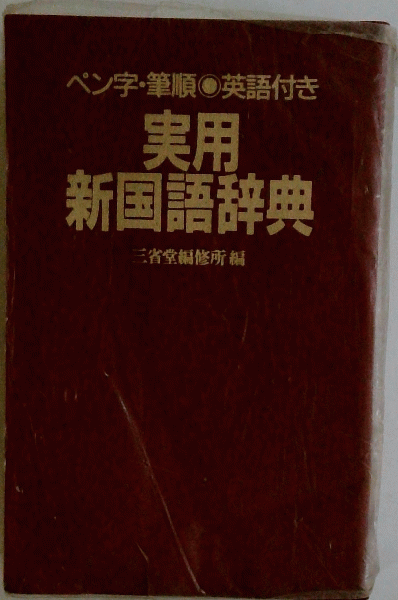 ペン字・筆順◉英語付き
実用
新国語辞典
三省堂編修所編